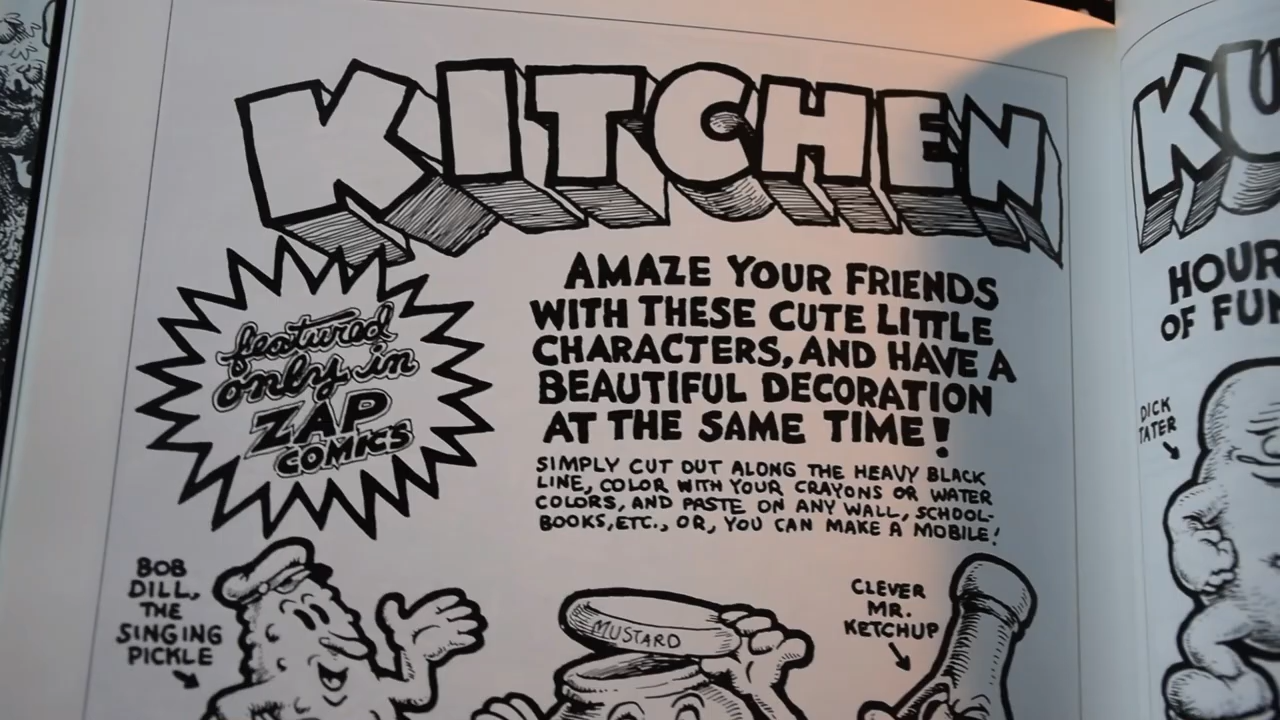 KITCHEN
featured
only in
ZAP
COMICS
AMAZE YOUR FRIENDS
WITH THESE CUTE LITTLE
CHARACTERS, AND HAVE A
BEAUTIFUL DECORATION
AT THE SAME TIME!
SIMPLY CUT OUT ALONG THE HEAVY BLACK
LINE, COLOR WITH YOUR CRAYONS OR WATER
COLORS, AND PASTE ON ANY WALL, SCHOOL-
BOOKS, ETC., OR, YOU CAN MAKE A MOBILE!
BOB
DILL,
THE
SINGING
PICKLE
MUSTARD
CLEVER
MR.
KETCHUP
KU
HOUR
OF FUN
DICK
TATER